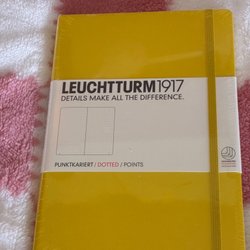 LEUCHTTURM1917
DETAILS MAKE ALL THE DIFFERENCE.
PUNKTKARIERT / DOTTED / POINTS